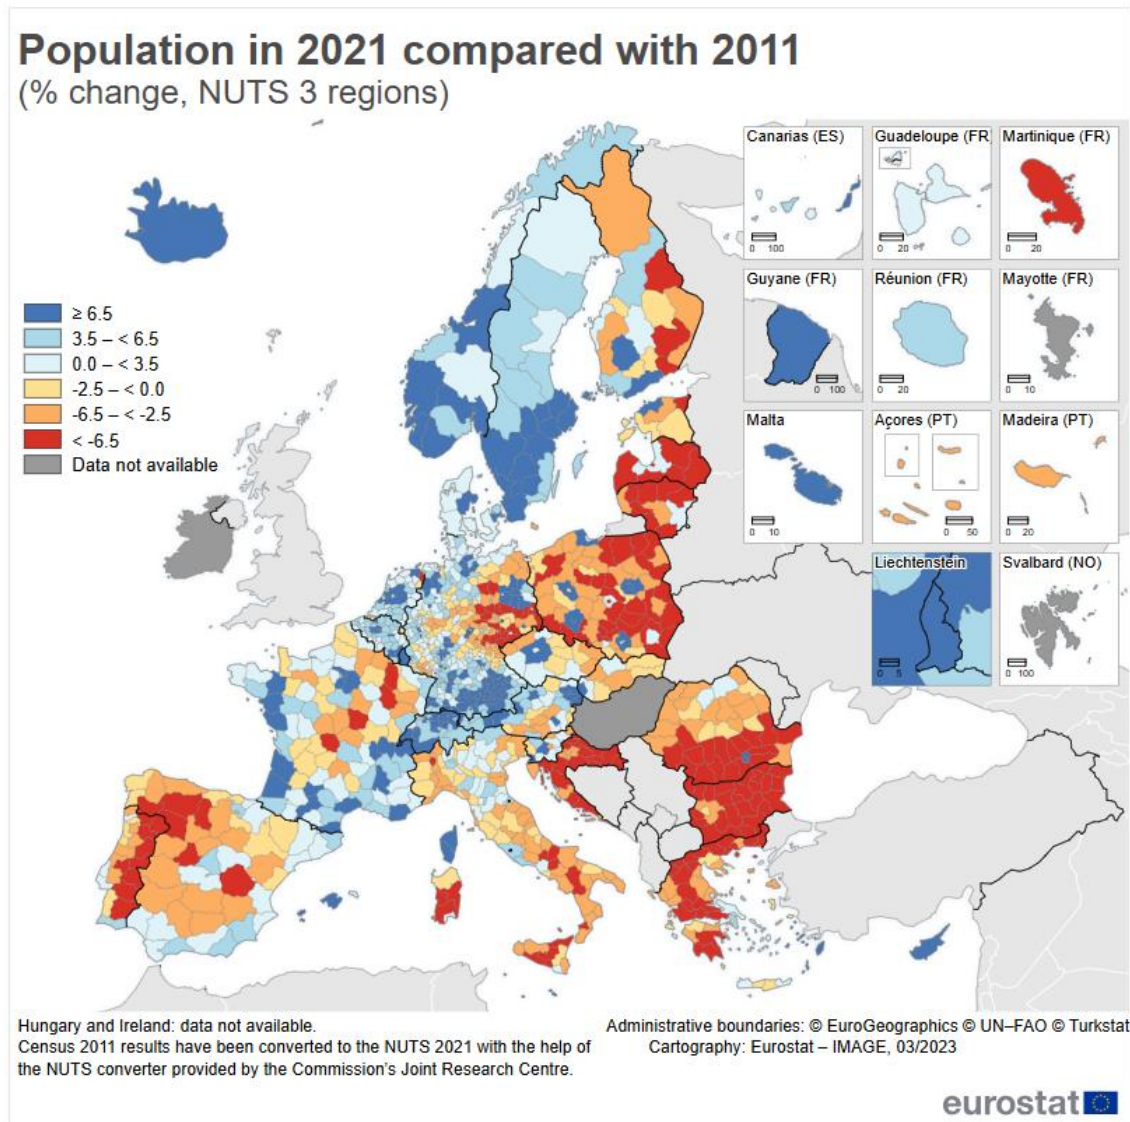 Population in 2021 compared with 2011
(% change, NUTS 3 regions)
Canarias (ES)
0 100
Guadeloupe (FR)
0 20
Martinique (FR)
0 20
Guyane (FR)
0 100
Réunion (FR)
0 20
Mayotte (FR)
0 10
≥ 6.5
3.5 – < 6.5
0.0 – < 3.5
-2.5 – < 0.0
-6.5 – < -2.5
< -6.5
Data not available
Malta
0 10
Açores (PT)
0 50
Madeira (PT)
0 20
Liechtenstein
0 5
Svalbard (NO)
0 100
Hungary and Ireland: data not available.
Census 2011 results have been converted to the NUTS 2021 with the help of
the NUTS converter provided by the Commission's Joint Research Centre.
Administrative boundaries: © EuroGeographics © UN–FAO © Turkstat
Cartography: Eurostat – IMAGE, 03/2023
eurostat